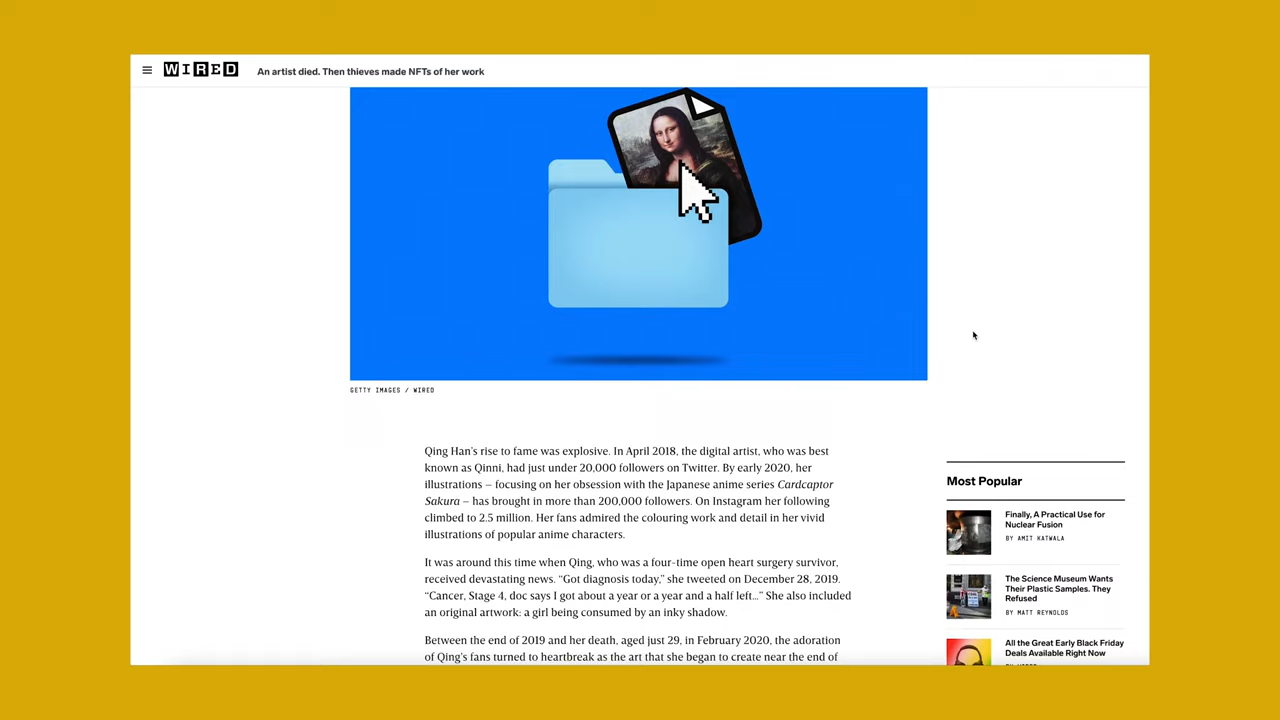 WIRED
An artist died. Then thieves made NFTs of her work
GETTY IMAGES / WIRED
Qing Han's rise to fame was explosive. In April 2018, the digital artist, who was best
known as Qinni, had just under 20,000 followers on Twitter. By early 2020, her
illustrations – focusing on her obsession with the Japanese anime series Cardcaptor
Sakura – has brought in more than 200,000 followers. On Instagram her following
climbed to 2.5 million. Her fans admired the colouring work and detail in her vivid
illustrations of popular anime characters.
It was around this time when Qing, who was a four-time open heart surgery survivor,
received devastating news. “Got diagnosis today,” she tweeted on December 28, 2019.
“Cancer, Stage 4, doc says I got about a year or a year and a half left...” She also included
an original artwork: a girl being consumed by an inky shadow.
Between the end of 2019 and her death, aged just 29, in February 2020, the adoration
of Qing's fans turned to heartbreak as the art that she began to create near the end of
Most Popular
Finally, A Practical Use for
Nuclear Fusion
BY AMIT KATWALA
The Science Museum Wants
Their Plastic Samples. They
Refused
BY MATT REYNOLDS
All the Great Early Black Friday
Deals Available Right Now